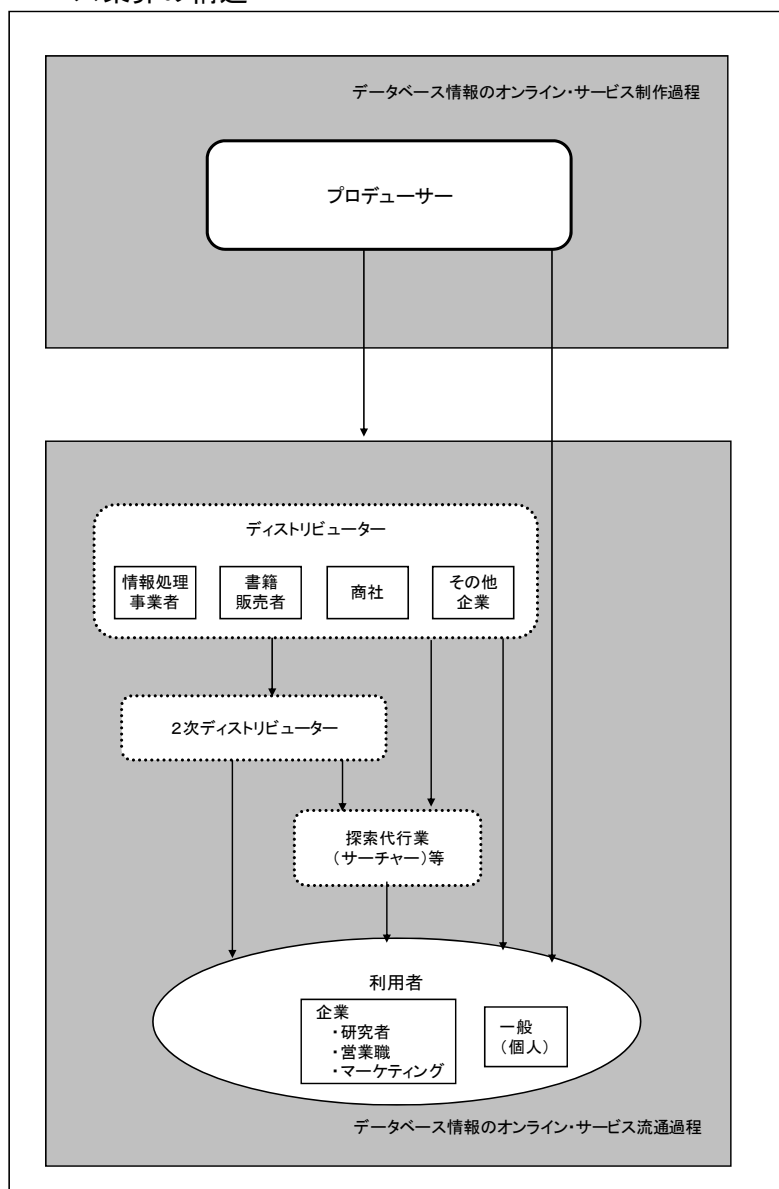 データベース情報のオンライン・サービス制作過程
プロデューサー
ディストリビューター
情報処理
事業者
書籍
販売者
商社
その他
企業
２次ディストリビューター
探索代行業
（サーチャー）等
利用者
企業
・研究者
・営業職
・マーケティング
一般
（個人）
データベース情報のオンライン・サービス流通過程